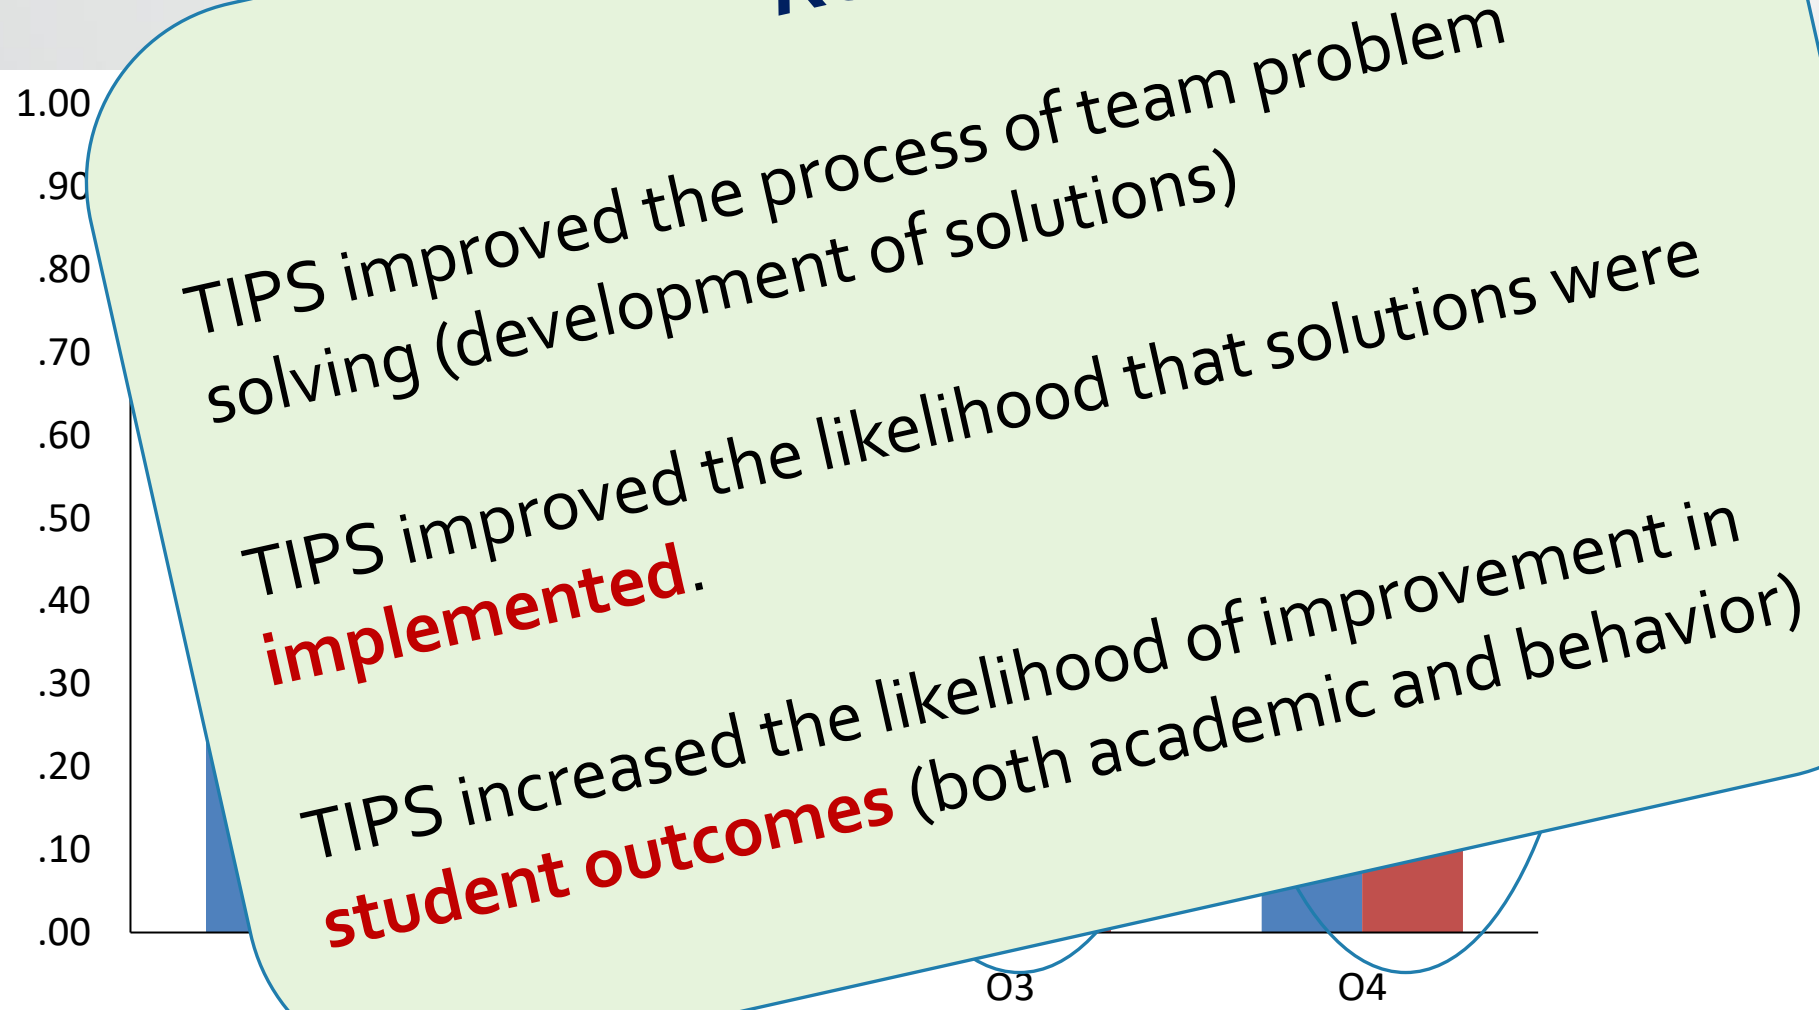 TIPS improved the process of team problem
solving (development of solutions)
TIPS improved the likelihood that solutions were
implemented.
TIPS increased the likelihood of improvement in
student outcomes (both academic and behavior)
1.00
.90
.80
.70
.60
.50
.40
.30
.20
.10
.00
O3
O4